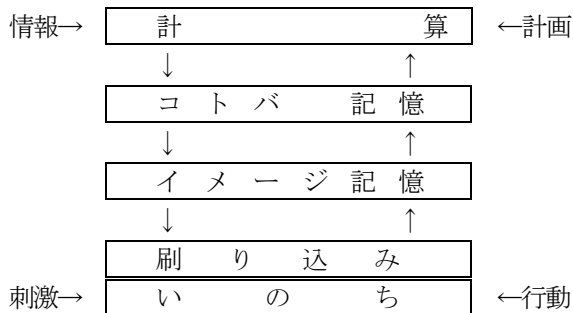 情報→ 計算 ←計画
↓ ↑
コトバ 記憶
↓ ↑
イメージ記憶
↓ ↑
刷り込み
刺激→ いのち ←行動